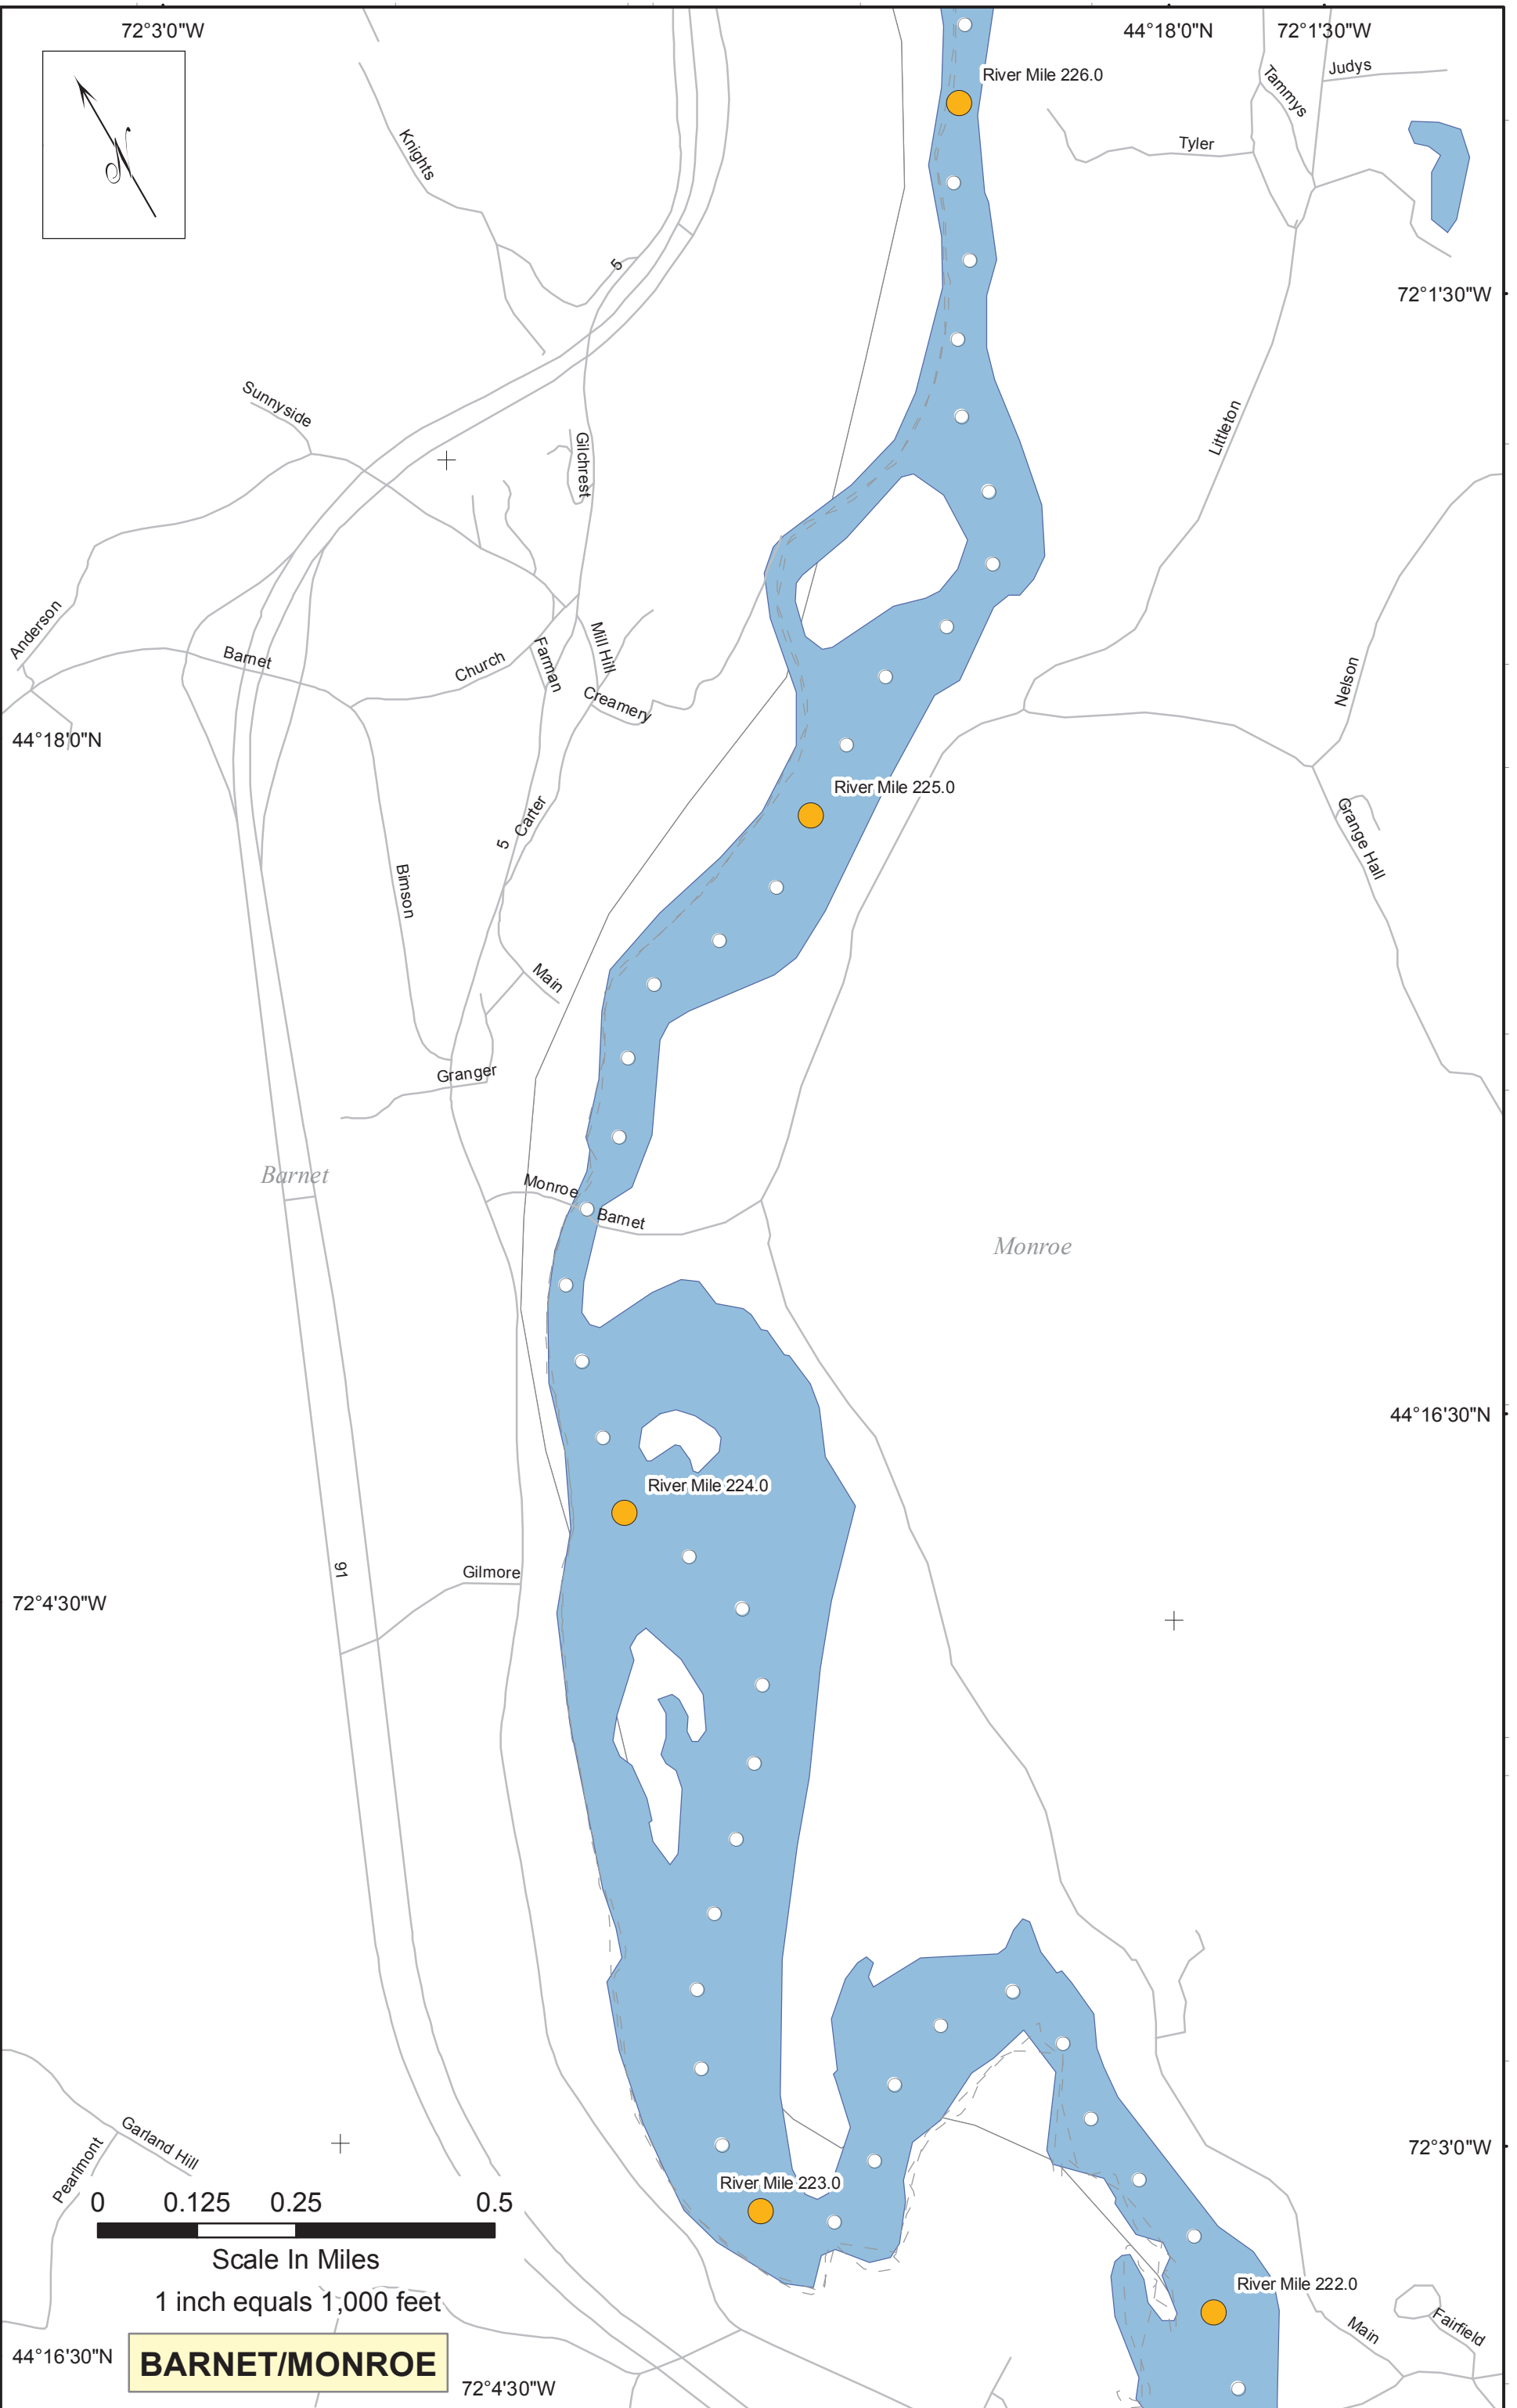 72°3'0"W
44°18'0"N
72°1'30"W
River Mile 226.0
Judys
Tammys
Tyler
Knights
5
72°1'30"W
Sunnyside
Littleton
Gilchrest
Anderson
Barnet
Church
Farman
Mill Hill
Creamery
Nelson
44°18'0"N
River Mile 225.0
5
Carter
Grange Hall
Bimson
Main
Granger
Barnet
Monroe
Barnet
Monroe
44°16'30"N
River Mile 224.0
91
Gilmore
72°4'30"W
Garland Hill
Pearlmont
72°3'0"W
River Mile 223.0
0 0.125 0.25 0.5
Scale In Miles
1 inch equals 1,000 feet
River Mile 222.0
Main
Fairfield
44°16'30"N
BARNET/MONROE
72°4'30"W